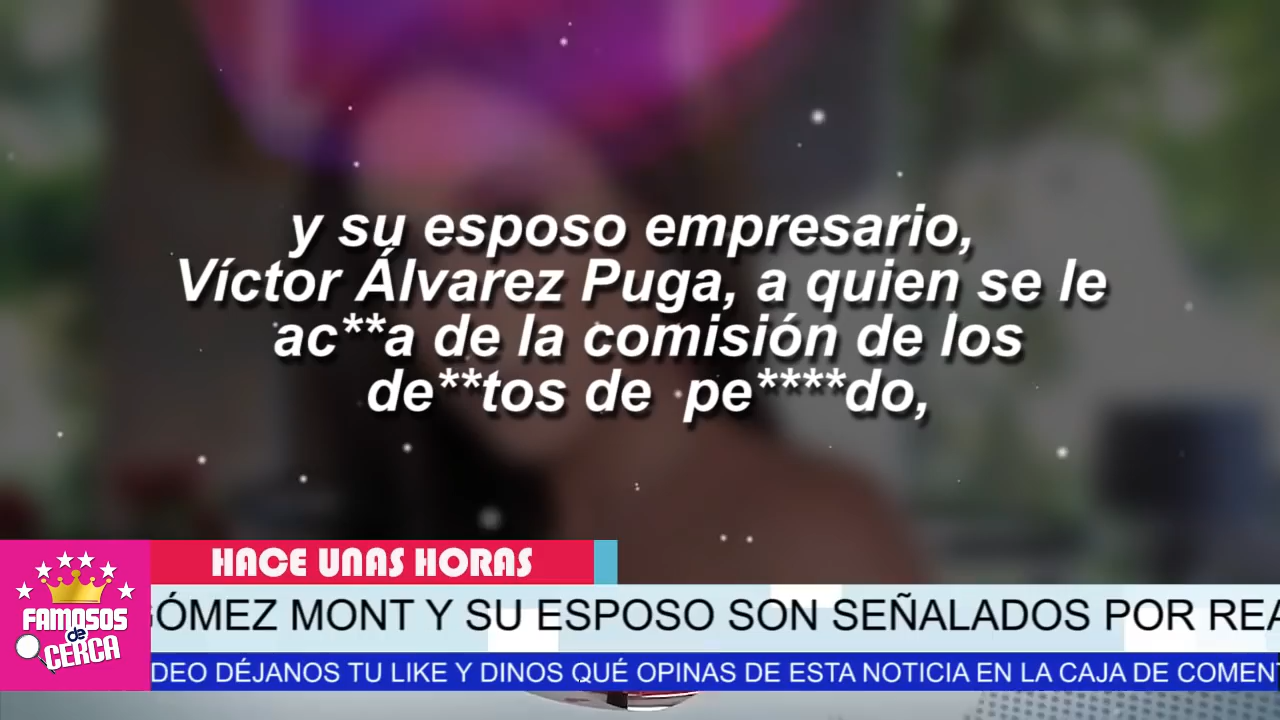 y su esposo empresario,
Víctor Álvarez Puga, a quien se le
ac**a de la comisión de los
de**tos de pe****do,
HACE UNAS HORAS
GÓMEZ MONT Y SU ESPOSO SON SEÑALADOS POR REA
FAMOSOS
de
CERCA
DEO DÉJANOS TU LIKE Y DINOS QUÉ OPINAS DE ESTA NOTICIA EN LA CAJA DE COMEN